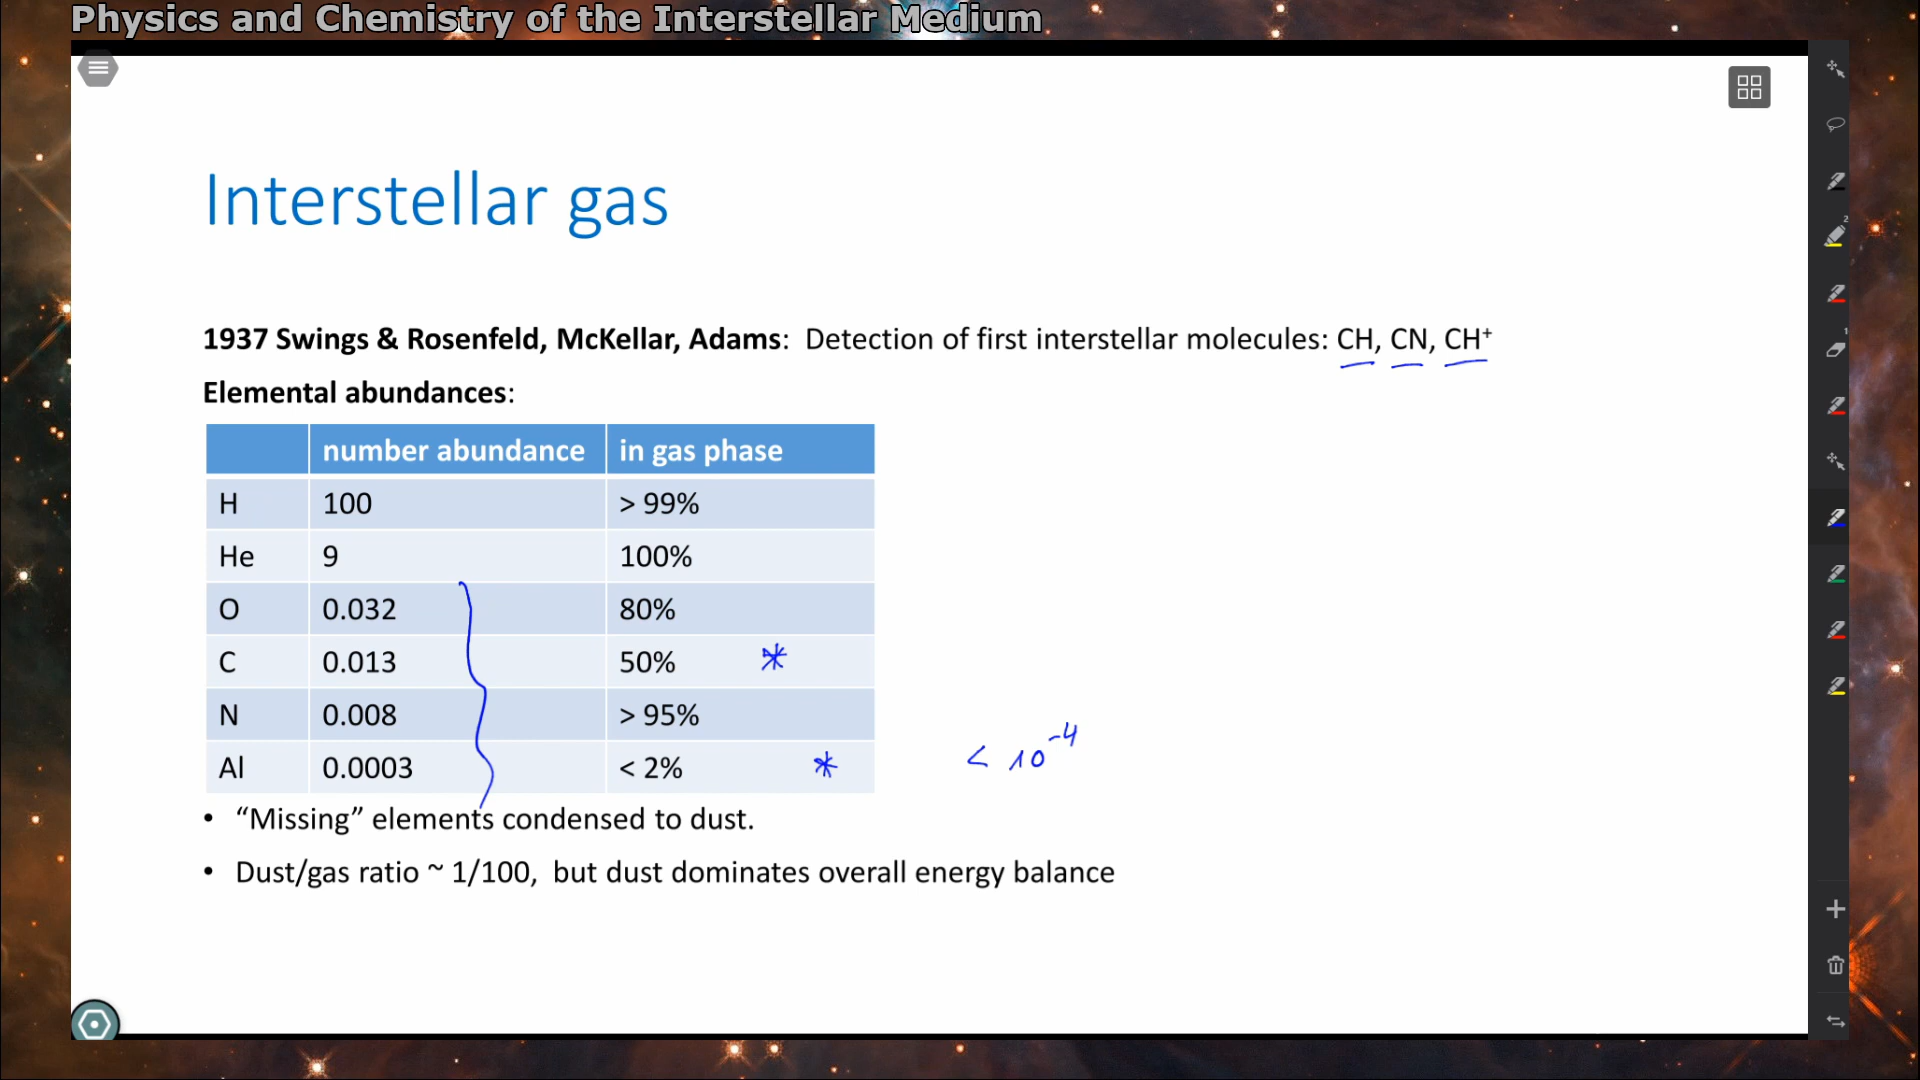 Physics and Chemistry of the Interstellar Medium
Interstellar gas
1937 Swings & Rosenfeld, McKellar, Adams: Detection of first interstellar molecules: CH, CN, CH⁺
Elemental abundances:
number abundance in gas phase
H 100 > 99%
He 9 100%
O 0.032 80%
C 0.013 50% *
N 0.008 > 95%
Al 0.0003 < 2% * < 10⁻⁴
• “Missing” elements condensed to dust.
• Dust/gas ratio ~ 1/100, but dust dominates overall energy balance
2
1